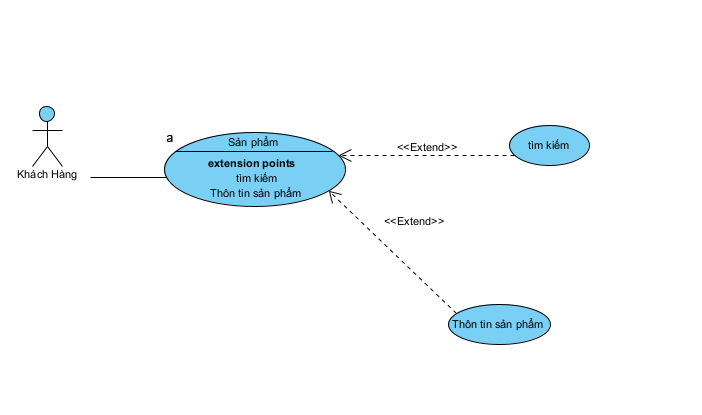 a
Sản phẩm
extension points
tìm kiếm
Thôn tin sản phẩm
Khách Hàng
<<Extend>>
tìm kiếm
<<Extend>>
Thôn tin sản phẩm